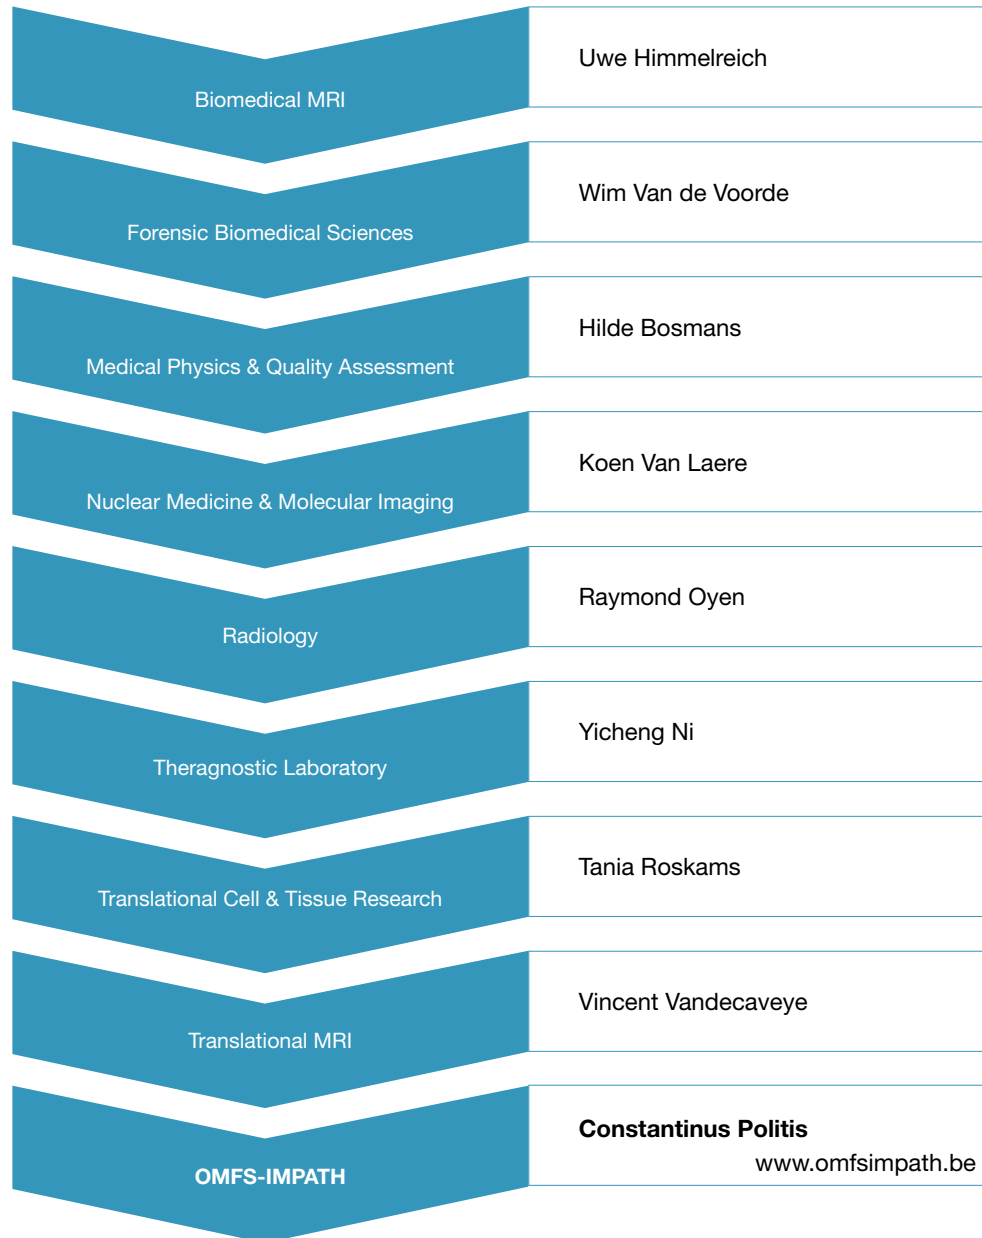 Biomedical MRI
Uwe Himmelreich
Forensic Biomedical Sciences
Wim Van de Voorde
Medical Physics & Quality Assessment
Hilde Bosmans
Nuclear Medicine & Molecular Imaging
Koen Van Laere
Radiology
Raymond Oyen
Theragnostic Laboratory
Yicheng Ni
Translational Cell & Tissue Research
Tania Roskams
Translational MRI
Vincent Vandecaveye
OMFS-IMPATH
Constantinus Politis
www.omfsimpath.be